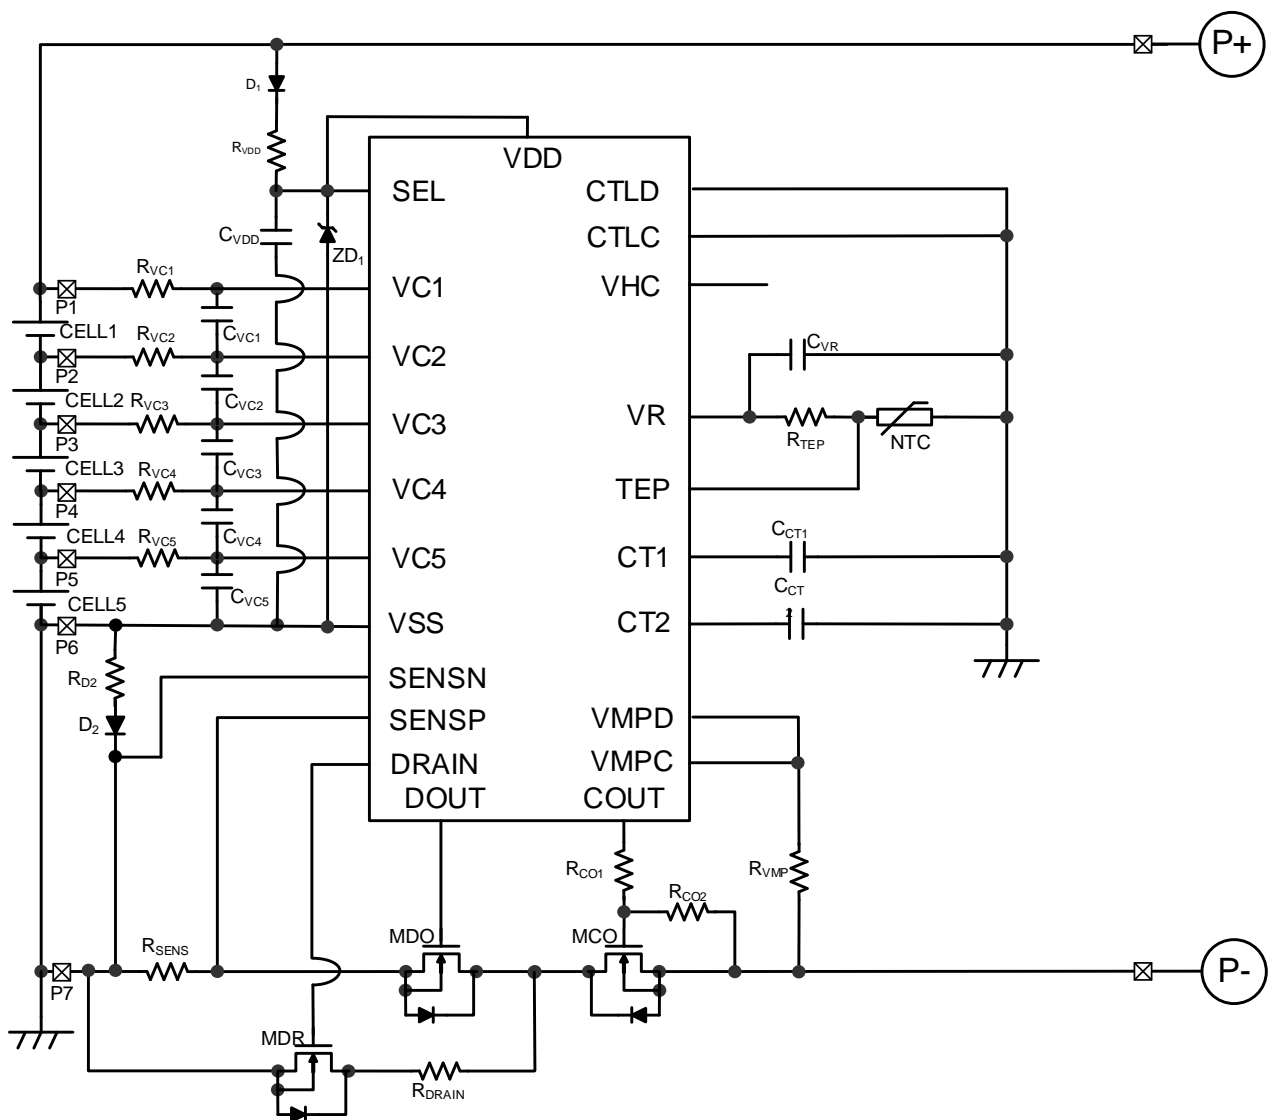 P+
D1
RVDD
VDD
SEL
CTLD
CVDD
ZD1
CTLC
RVC1
VC1
VHC
P1
CELL1
RVC2
CVC1
VC2
CVR
P2
CELL2
RVC3
CVC2
VC3
VR
P3
RTEP
NTC
CELL3
RVC4
CVC3
VC4
TEP
P4
CELL4
RVC5
CVC4
VC5
CT1
CCT1
P5
CCT
2
CELL5
CVC5
VSS
CT2
P6
RD2
SENSN
D2
SENSP
VMPD
DRAIN
VMPC
DOUT
COUT
RCO1
RVMP
RCO2
RSENS
MDO
MCO
P7
P-
MDR
RDRAIN